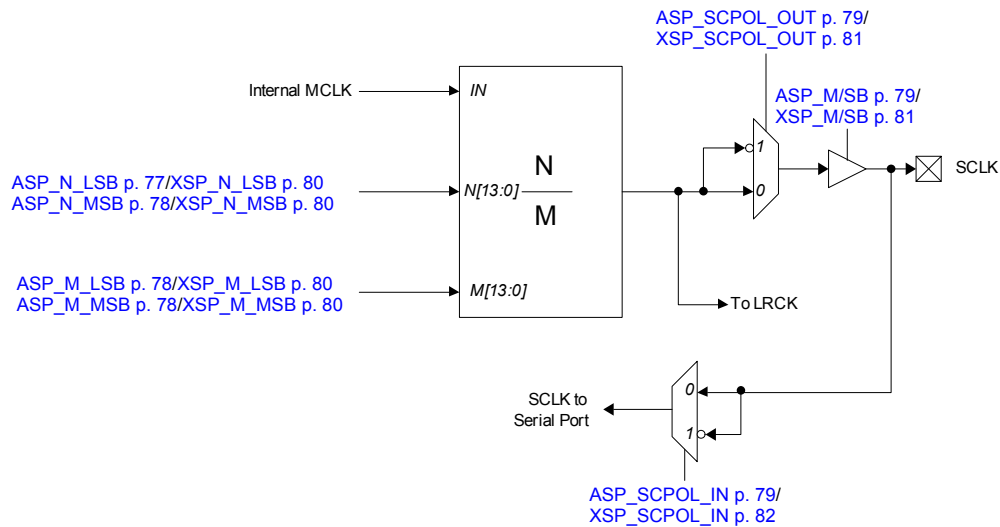 ASP_SCPOL_OUT p. 79/
XSP_SCPOL_OUT p. 81
Internal MCLK
IN
ASP_M/SB p. 79/
XSP_M/SB p. 81
1
SCLK
ASP_N_LSB p. 77/XSP_N_LSB p. 80
ASP_N_MSB p. 78/XSP_N_MSB p. 80
N[13:0]
N
M
0
ASP_M_LSB p. 78/XSP_M_LSB p. 80
ASP_M_MSB p. 78/XSP_M_MSB p. 80
M[13:0]
To LRCK
0
SCLK to
Serial Port
1
ASP_SCPOL_IN p. 79/
XSP_SCPOL_IN p. 82